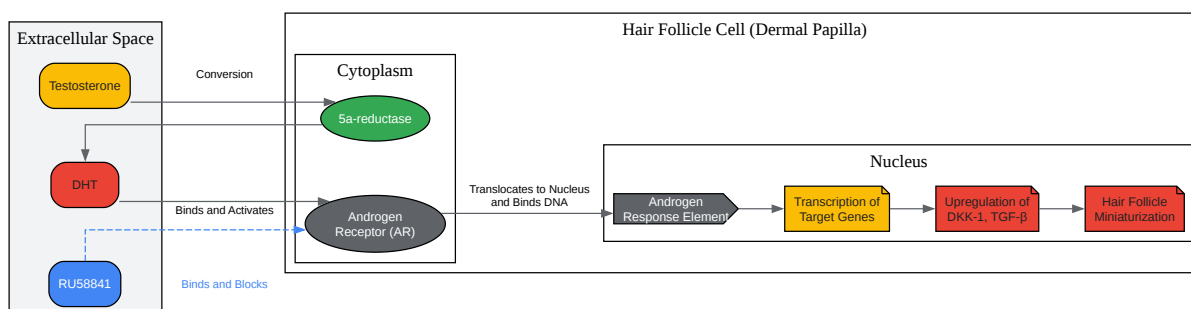 Extracellular Space
Testosterone
DHT
RU58841
Conversion
Binds and Activates
Binds and Blocks
Hair Follicle Cell (Dermal Papilla)
Cytoplasm
5a-reductase
Androgen
Receptor (AR)
Translocates to Nucleus
and Binds DNA
Nucleus
Androgen
Response Element
Transcription of
Target Genes
Upregulation of
DKK-1, TGF-β
Hair Follicle
Miniaturization